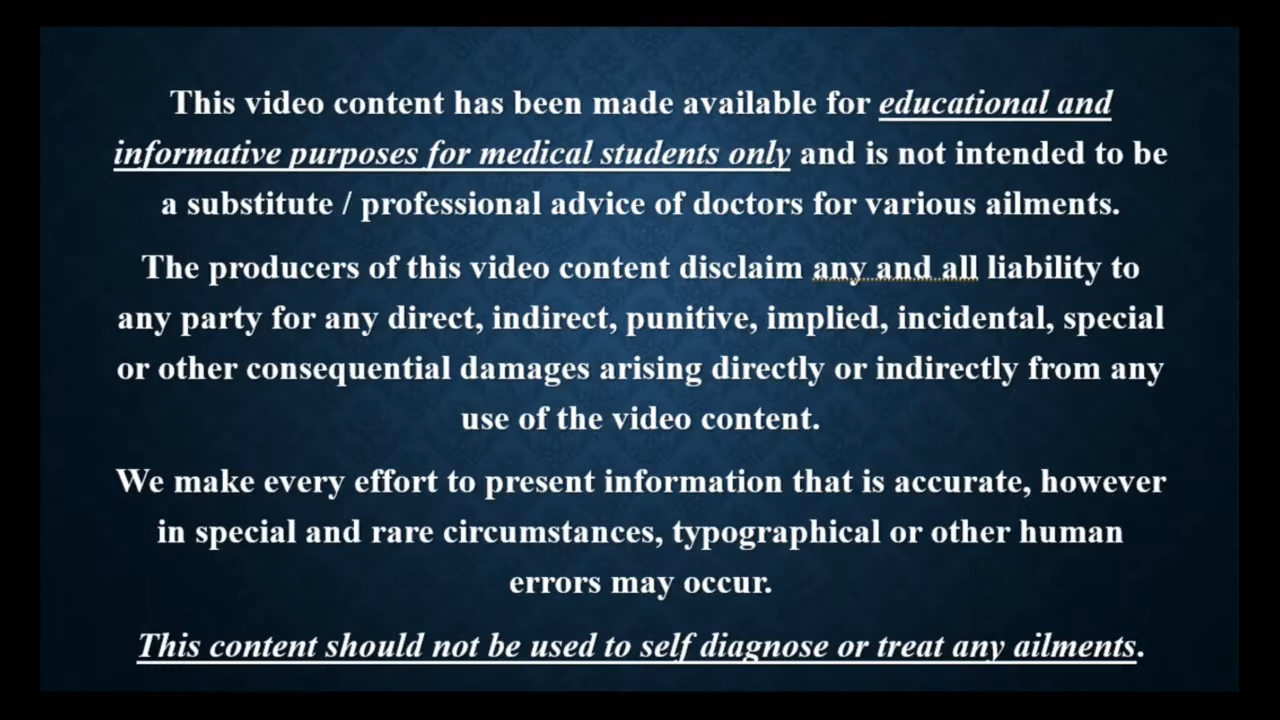 This video content has been made available for educational and
informative purposes for medical students only and is not intended to be
a substitute / professional advice of doctors for various ailments.
The producers of this video content disclaim any and all liability to
any party for any direct, indirect, punitive, implied, incidental, special
or other consequential damages arising directly or indirectly from any
use of the video content.
We make every effort to present information that is accurate, however
in special and rare circumstances, typographical or other human
errors may occur.
This content should not be used to self diagnose or treat any ailments.